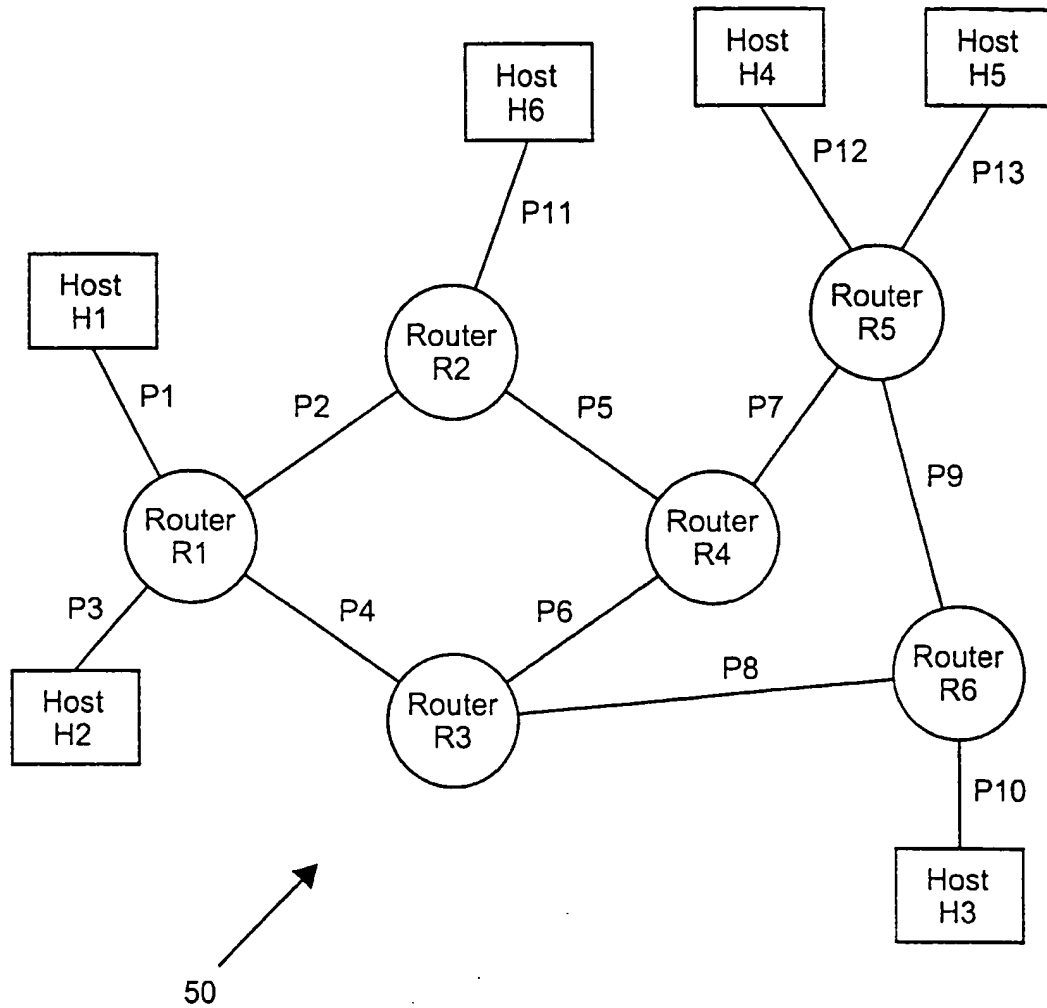 Host
H4
Host
H5
Host
H6
P12
P13
P11
Host
H1
Router
R5
Router
R2
P1
P2
P5
P7
P9
Router
R1
Router
R4
P3
P4
P6
P8
Router
R6
Host
H2
Router
R3
P10
Host
H3
50